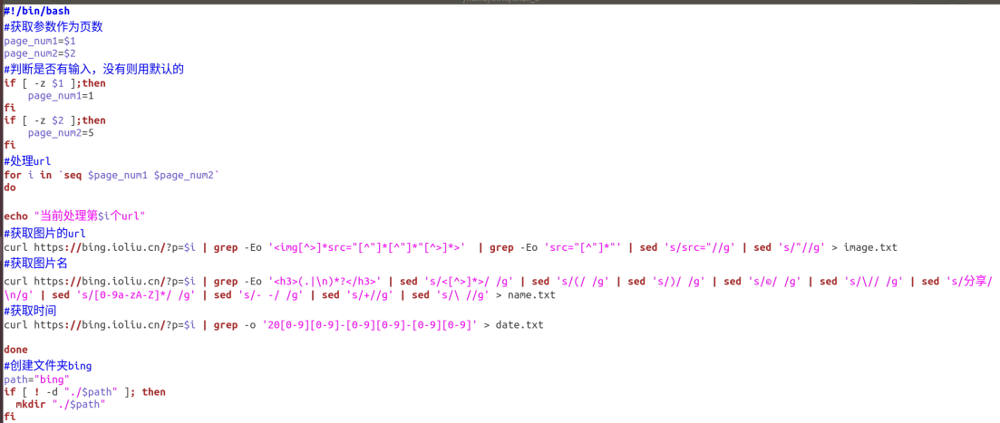 #!/bin/bash
#获取参数作为页数
page_num1=$1
page_num2=$2
#判断是否有输入，没有则用默认的
if [ -z $1 ];then
    page_num1=1
fi
if [ -z $2 ];then
    page_num2=5
fi
#处理url
for i in `seq $page_num1 $page_num2`
do
echo "当前处理第$i个url"
#获取图片的url
curl https://bing.ioliu.cn/?p=$i | grep -Eo '<img[^>]*src="[^"]*[^"]*"[^>]*>'  | grep -Eo 'src="[^"]*"' | sed 's/src="//g' | sed 's/"//g' > image.txt
#获取图片名
curl https://bing.ioliu.cn/?p=$i | grep -Eo '<h3>(.|\n)*?</h3>' | sed 's/<[^>]*>/ /g' | sed 's/(/ /g' | sed 's/)/ /g' | sed 's/©/ /g' | sed 's/\// /g' | sed 's/分享/
\n/g' | sed 's/[0-9a-zA-Z]*/ /g' | sed 's/- -/ /g' | sed 's/+//g' | sed 's/\ //g' > name.txt
#获取时间
curl https://bing.ioliu.cn/?p=$i | grep -o '20[0-9][0-9]-[0-9][0-9]-[0-9][0-9]' > date.txt
done
#创建文件夹bing
path="bing"
if [ ! -d "./$path" ]; then
  mkdir "./$path"
fi